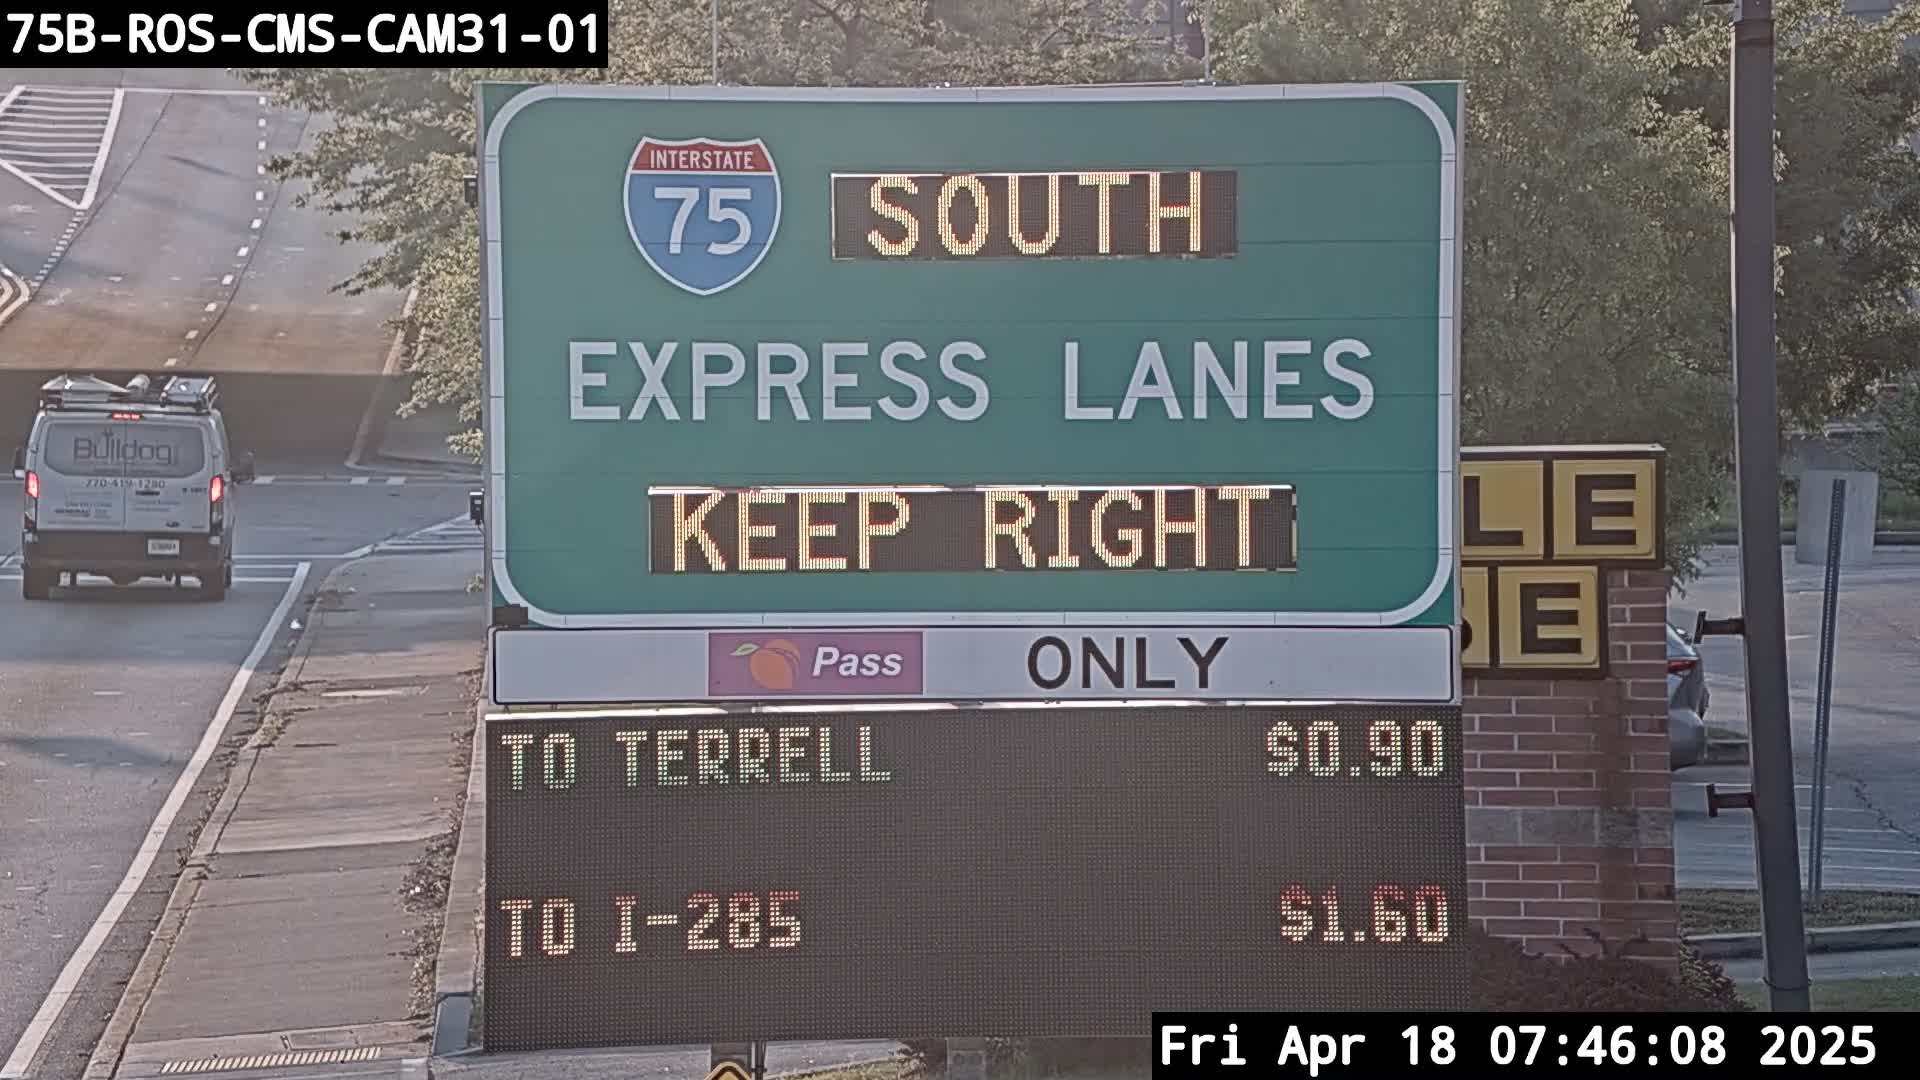 75B-ROS-CMS-CAM31-01
INTERSTATE
75
SOUTH
EXPRESS LANES
KEEP RIGHT
Pass ONLY
TO TERRELL $0.90
TO I-285 $1.60
Bulldog
770-419-1280
LE
E
Fri Apr 18 07:46:08 2025